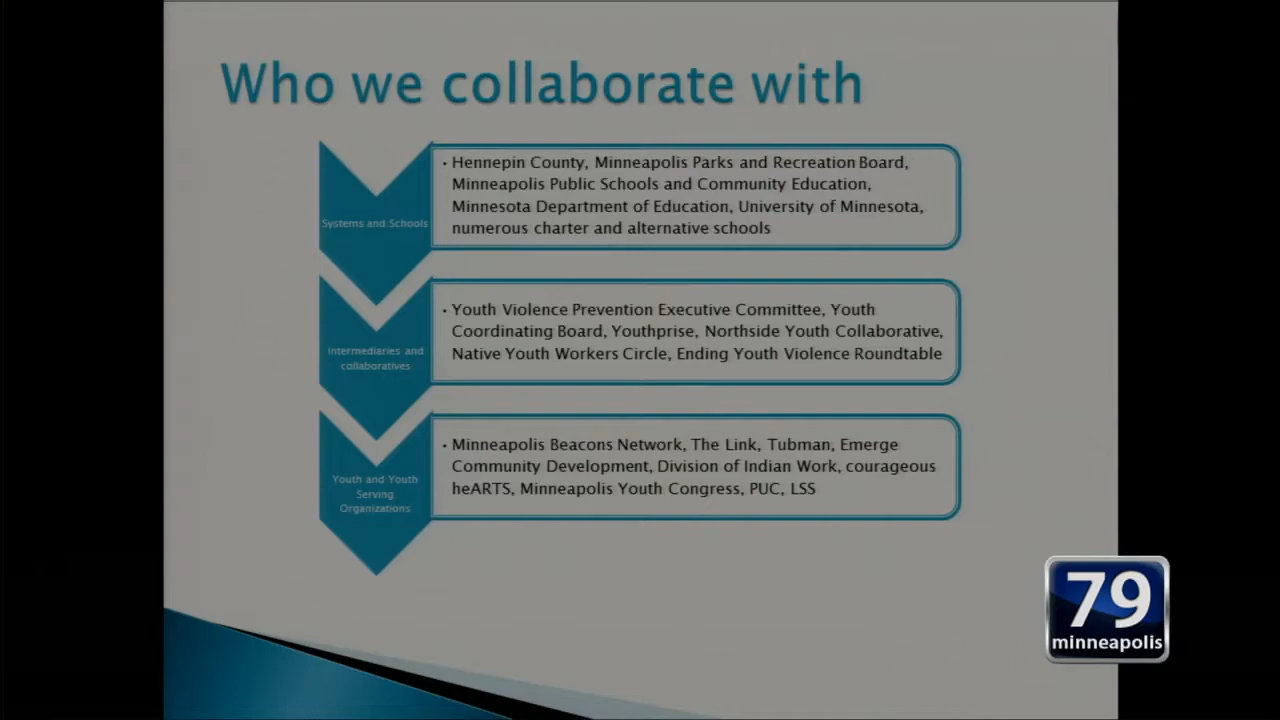 Who we collaborate with
Systems and Schools
• Hennepin County, Minneapolis Parks and Recreation Board,
Minneapolis Public Schools and Community Education,
Minnesota Department of Education, University of Minnesota,
numerous charter and alternative schools
Intermediaries and
collaboratives
• Youth Violence Prevention Executive Committee, Youth
Coordinating Board, Youthprise, Northside Youth Collaborative,
Native Youth Workers Circle, Ending Youth Violence Roundtable
Youth and Youth
Serving
Organizations
• Minneapolis Beacons Network, The Link, Tubman, Emerge
Community Development, Division of Indian Work, courageous
heARTS, Minneapolis Youth Congress, PUC, LSS
79
minneapolis